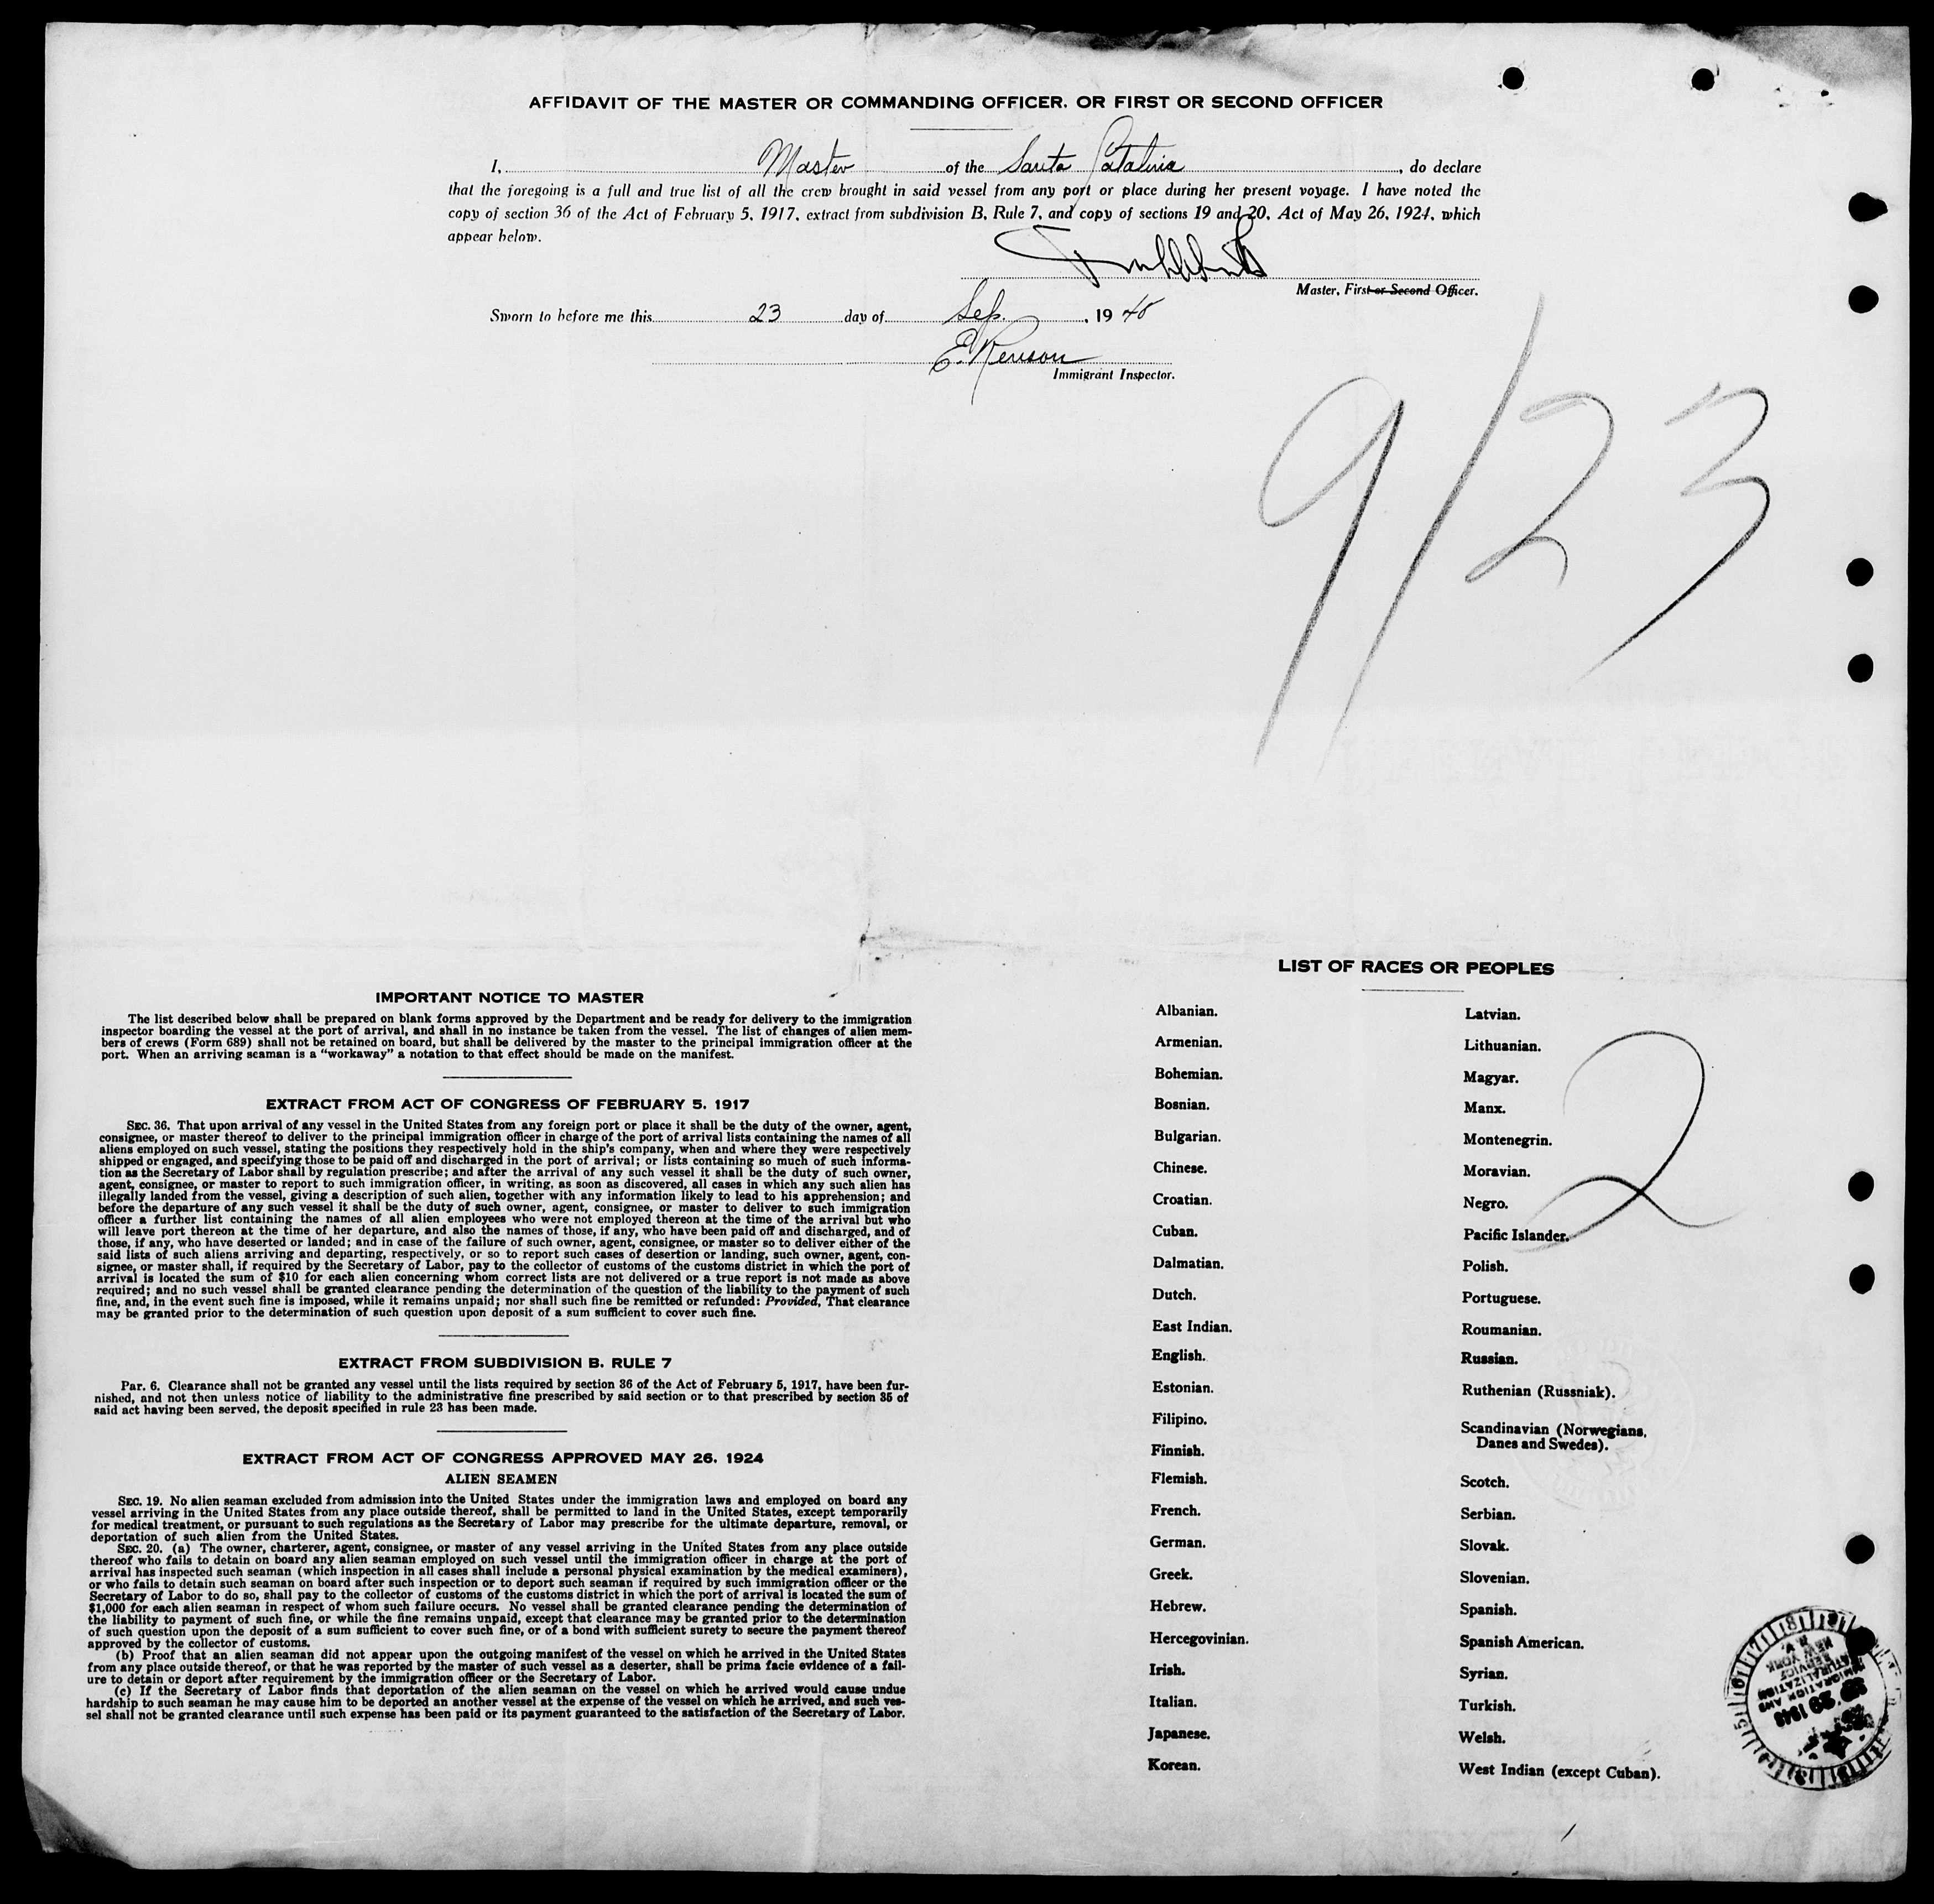 AFFIDAVIT OF THE MASTER OR COMMANDING OFFICER, OR FIRST OR SECOND OFFICER
I, Master of the Santa Catalina, do declare
that the foregoing is a full and true list of all the crew brought in said vessel from any port or place during her present voyage. I have noted the
copy of section 36 of the Act of February 5, 1917, extract from subdivision B, Rule 7, and copy of sections 19 and 20, Act of May 26, 1924, which
appear below.
Master, First or Second Officer.
Sworn to before me this 23 day of Sep., 19
E.
Immigrant Inspector.
9/23
IMPORTANT NOTICE TO MASTER
The list described below shall be prepared on blank forms approved by the Department and be ready for delivery to the immigration
inspector boarding the vessel at the port of arrival, and shall in no instance be taken from the vessel. The list of changes of alien mem-
bers of crews (Form 689) shall not be retained on board, but shall be delivered by the master to the principal immigration officer at the
port. When an arriving seaman is a "workaway" a notation to that effect should be made on the manifest.
EXTRACT FROM ACT OF CONGRESS OF FEBRUARY 5, 1917
SEC. 36. That upon arrival of any vessel in the United States from any foreign port or place it shall be the duty of the owner, agent,
consignee, or master thereof to deliver to the principal immigration officer in charge of the port of arrival lists containing the names of all
aliens employed on such vessel, stating the positions they respectively hold in the ship's company, when and where they were respectively
shipped or engaged, and specifying those to be paid off and discharged in the port of arrival; or lists containing so much of such informa-
tion as the Secretary of Labor shall by regulation prescribe; and after the arrival of any such vessel it shall be the duty of such owner,
agent, consignee, or master to report to such immigration officer, in writing, as soon as discovered, all cases in which any such alien has
illegally landed from the vessel, giving a description of such alien, together with any information likely to lead to his apprehension; and
before the departure of any such vessel it shall be the duty of such owner, agent, consignee, or master to deliver to such immigration
officer a further list containing the names of all alien employees who were not employed thereon at the time of the arrival but who
will leave port thereon at the time of her departure, and also the names of those, if any, who have been paid off and discharged, and of
those, if any, who have deserted or landed; and in case of the failure of such owner, agent, consignee, or master so to deliver either of the
said lists of such aliens arriving and departing, respectively, or so to report such cases of desertion or landing, such owner, agent, con-
signee, or master shall, if required by the Secretary of Labor, pay to the collector of customs of the customs district in which the port of
arrival is located the sum of $10 for each alien concerning whom correct lists are not delivered or a true report is not made as above
required; and no such vessel shall be granted clearance pending the determination of the question of the liability to the payment of such
fine, and, in the event such fine is imposed, while it remains unpaid; nor shall such fine be remitted or refunded: Provided, That clearance
may be granted prior to the determination of such question upon deposit of a sum sufficient to cover such fine.
EXTRACT FROM SUBDIVISION B, RULE 7
Par. 6. Clearance shall not be granted any vessel until the lists required by section 36 of the Act of February 5, 1917, have been fur-
nished, and not then unless notice of liability to the administrative fine prescribed by said section or to that prescribed by section 35 of
said act having been served, the deposit specified in rule 23 has been made.
EXTRACT FROM ACT OF CONGRESS APPROVED MAY 26, 1924
ALIEN SEAMEN
SEC. 19. No alien seaman excluded from admission into the United States under the immigration laws and employed on board any
vessel arriving in the United States from any place outside thereof, shall be permitted to land in the United States, except temporarily
for medical treatment, or pursuant to such regulations as the Secretary of Labor may prescribe for the ultimate departure, removal, or
deportation of such alien from the United States.
SEC. 20. (a) The owner, charterer, agent, consignee, or master of any vessel arriving in the United States from any place outside
thereof who fails to detain on board any alien seaman employed on such vessel until the immigration officer in charge at the port of
arrival has inspected such seaman (which inspection in all cases shall include a personal physical examination by the medical examiners),
or who fails to detain such seaman on board after such inspection or to deport such seaman if required by such immigration officer or the
Secretary of Labor to do so, shall pay to the collector of customs of the customs district in which the port of arrival is located the sum of
$1,000 for each alien seaman in respect of whom such failure occurs. No vessel shall be granted clearance pending the determination of
the liability to payment of such fine, or while the fine remains unpaid, except that clearance may be granted prior to the determination
of such question upon the deposit of a sum sufficient to cover such fine, or of a bond with sufficient surety to secure the payment thereof
approved by the collector of customs.
(b) Proof that an alien seaman did not appear upon the outgoing manifest of the vessel on which he arrived in the United States
from any place outside thereof, or that he was reported by the master of such vessel as a deserter, shall be prima facie evidence of a fail-
ure to detain or deport after requirement by the immigration officer or the Secretary of Labor.
(c) If the Secretary of Labor finds that deportation of the alien seaman on the vessel on which he arrived would cause undue
hardship to such seaman he may cause him to be deported an another vessel at the expense of the vessel on which he arrived, and such ves-
sel shall not be granted clearance until such expense has been paid or its payment guaranteed to the satisfaction of the Secretary of Labor.
LIST OF RACES OR PEOPLES
Albanian.
Armenian.
Bohemian.
Bosnian.
Bulgarian.
Chinese.
Croatian.
Cuban.
Dalmatian.
Dutch.
East Indian.
English.
Estonian.
Filipino.
Finnish.
Flemish.
French.
German.
Greek.
Hebrew.
Hercegovinian.
Irish.
Italian.
Japanese.
Korean.
Latvian.
Lithuanian.
Magyar.
Manx.
Montenegrin.
Moravian.
Negro.
Pacific Islander.
Polish.
Portuguese.
Roumanian.
Russian.
Ruthenian (Russniak).
Scandinavian (Norwegians,
Danes and Swedes).
Scotch.
Serbian.
Slovak.
Slovenian.
Spanish.
Spanish American.
Syrian.
Turkish.
Welsh.
West Indian (except Cuban).
2
IMMIGRATION AND
NATURALIZATION
SERVICE
NEW YORK
N. Y.